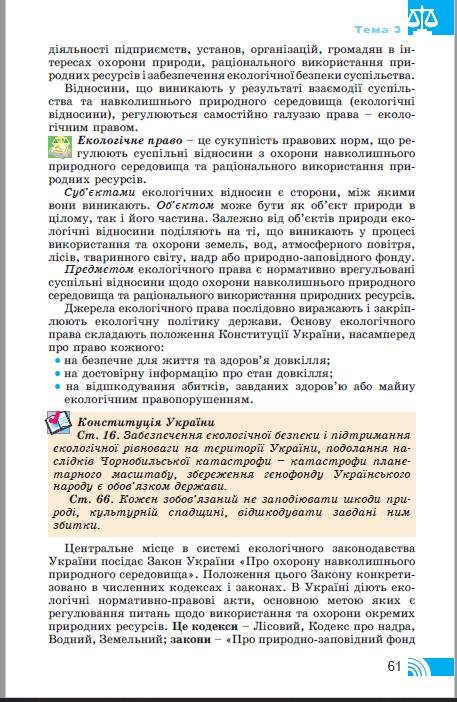 Тема 3
діяльності підприємств, установ, організацій, громадян в ін-
тересах охорони природи, раціонального використання при-
родних ресурсів і забезпечення екологічної безпеки суспільства.
Відносини, що виникають у результаті взаємодії суспіль-
ства та навколишнього природного середовища (екологічні
відносини), регулюються самостійно галуззю права – еколо-
гічним правом.
Екологічне право – це сукупність правових норм, що ре-
гулюють суспільні відносини з охорони навколишнього
природного середовища та раціонального використання при-
родних ресурсів.
Суб'єктами екологічних відносин є сторони, між якими
вони виникають. Об'єктом може бути як об'єкт природи в
цілому, так і його частина. Залежно від об'єктів природи еко-
логічні відносини поділяють на ті, що виникають у процесі
використання та охорони земель, вод, атмосферного повітря,
лісів, тваринного світу, надр або природно-заповідного фонду.
Предметом екологічного права є нормативно врегульовані
суспільні відносини щодо охорони навколишнього природного
середовища та раціонального використання природних ресурсів.
Джерела екологічного права послідовно виражають і закріп-
люють екологічну політику держави. Основу екологічного
права складають положення Конституції України, насамперед
про право кожного:
• на безпечне для життя та здоров'я довкілля;
• на достовірну інформацію про стан довкілля;
• на відшкодування збитків, завданих здоров'ю або майну
екологічним правопорушенням.
Конституція України
Ст. 16. Забезпечення екологічної безпеки і підтримання
екологічної рівноваги на території України, подолання на-
слідків Чорнобильської катастрофи – катастрофи плане-
тарного масштабу, збереження генофонду Українського
народу є обов'язком держави.
Ст. 66. Кожен зобов'язаний не заподіювати шкоди при-
роді, культурній спадщині, відшкодувати завдані ним
збитки.
Центральне місце в системі екологічного законодавства
України посідає Закон України «Про охорону навколишнього
природного середовища». Положення цього Закону конкрети-
зовано в численних кодексах і законах. В Україні діють еко-
логічні нормативно-правові акти, основною метою яких є
регулювання питань щодо використання та охорони окремих
природних ресурсів. Це кодекси – Лісовий, Кодекс про надра,
Водний, Земельний; закони – «Про природно-заповідний фонд
61